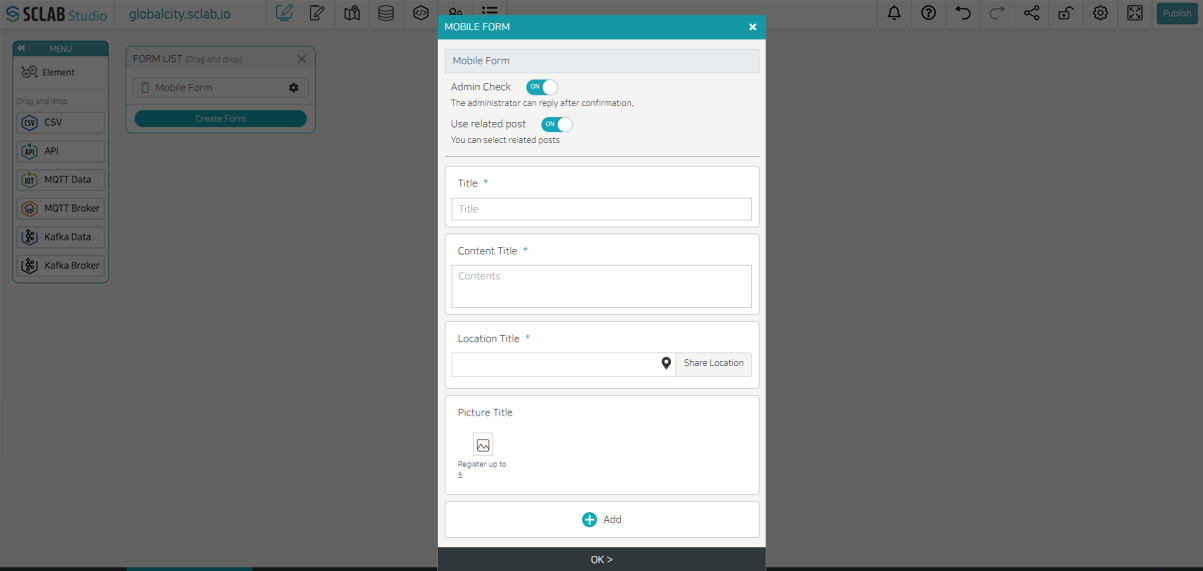 SCLAB Studio
globalcity.sclab.io
Publish
MENU
Element
Drag and drop
CSV CSV
API API
IOT MQTT Data
MQTT Broker
Kafka Data
Kafka Broker
FORM LIST (Drag and drop)
Mobile Form
Create Form
MOBILE FORM
Mobile Form
Admin Check ON
The administrator can reply after confirmation,
Use related post ON
You can select related posts
Title *
Title
Content Title *
Contents
Location Title *
Share Location
Picture Title
Register up to
5
Add
OK >